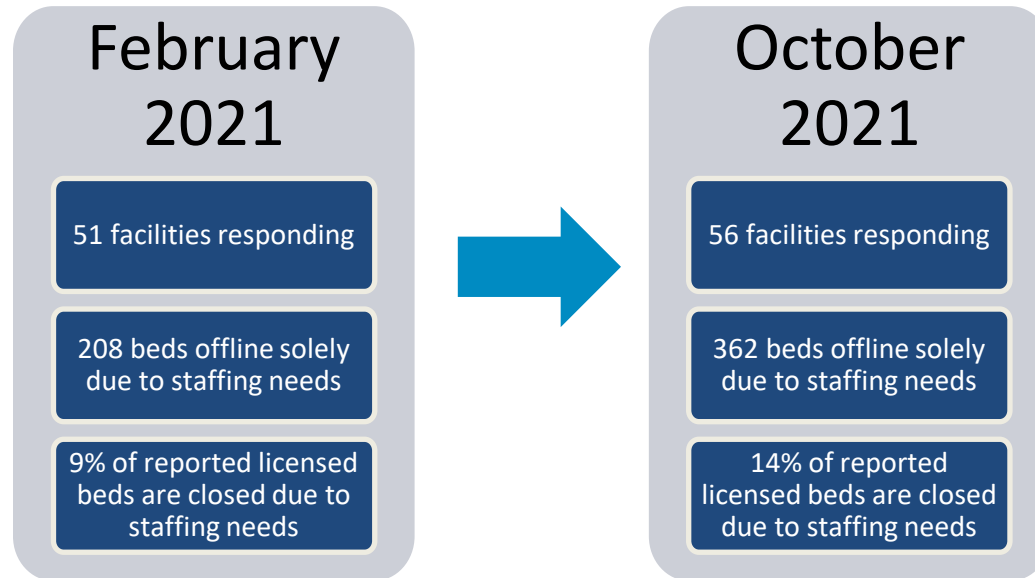 February
2021
51 facilities responding
208 beds offline solely
due to staffing needs
9% of reported licensed
beds are closed due to
staffing needs
October
2021
56 facilities responding
362 beds offline solely
due to staffing needs
14% of reported
licensed beds are closed
due to staffing needs